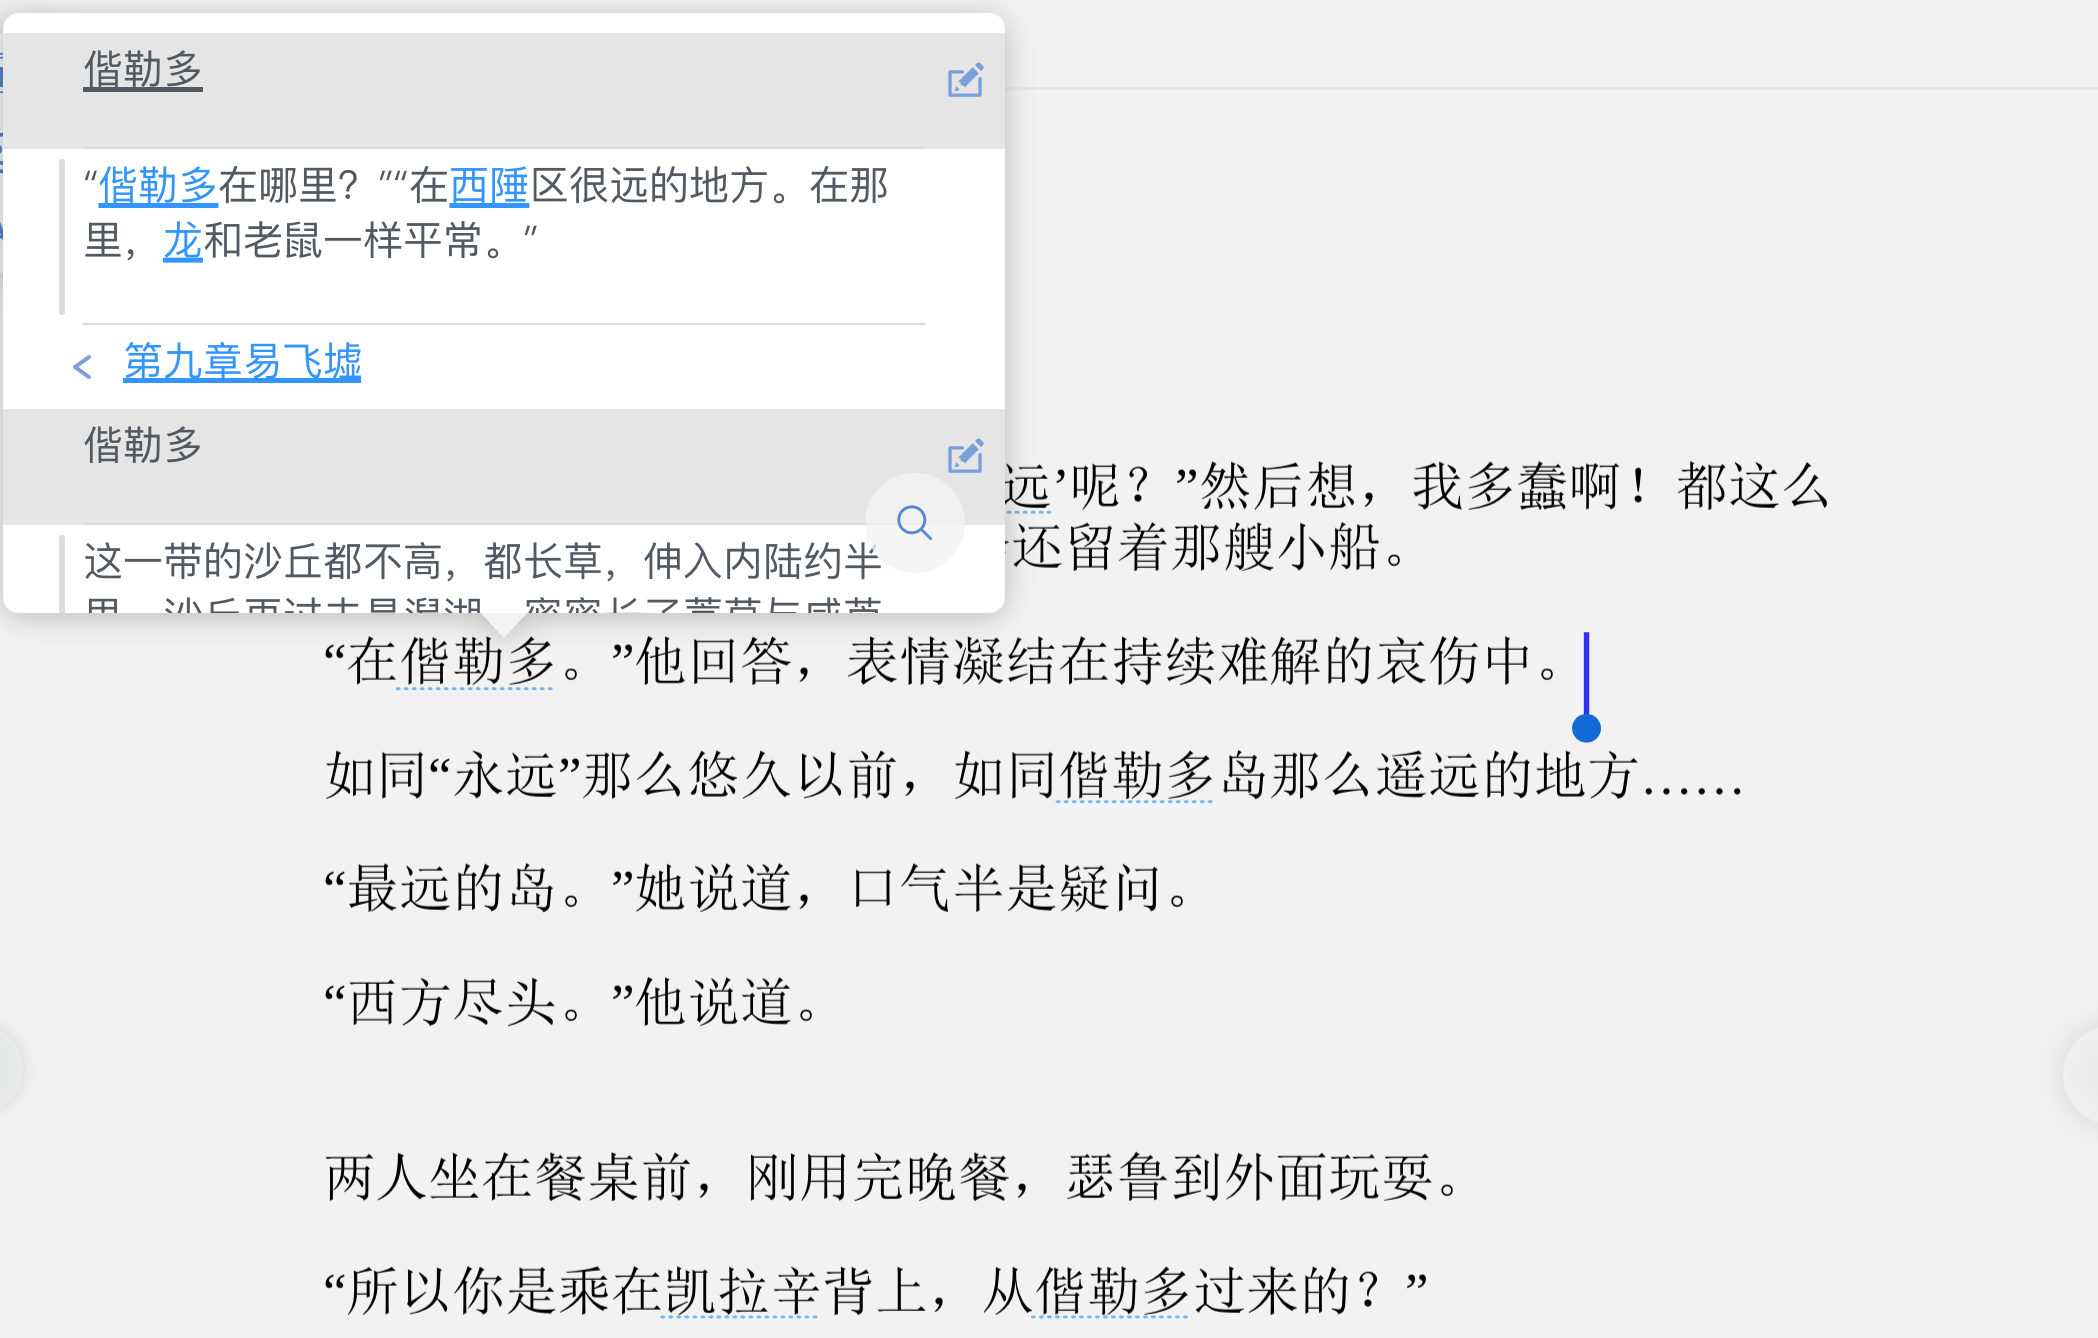 偕勒多
“偕勒多在哪里？”“在西陲区很远的地方。在那
里，龙和老鼠一样平常。”
< 第九章易飞墟
偕勒多
这一带的沙丘都不高，都长草，伸入内陆约半
远’呢？”然后想，我多蠢啊！都这么
还留着那艘小船。
“在偕勒多。”他回答，表情凝结在持续难解的哀伤中。
如同“永远”那么悠久以前，如同偕勒多岛那么遥远的地方……
“最远的岛。”她说道，口气半是疑问。
“西方尽头。”他说道。
两人坐在餐桌前，刚用完晚餐，瑟鲁到外面玩耍。
“所以你是乘在凯拉辛背上，从偕勒多过来的？”